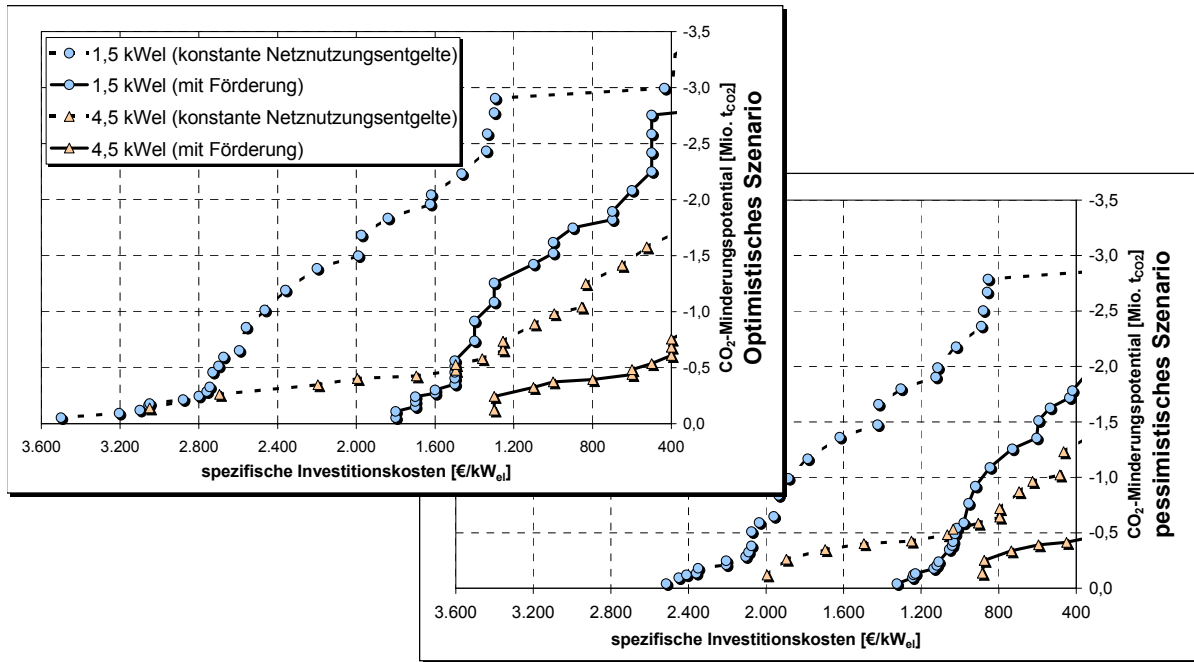 1,5 kWel (konstante Netznutzungsentgelte)
1,5 kWel (mit Förderung)
4,5 kWel (konstante Netznutzungsentgelte)
4,5 kWel (mit Förderung)
-3,5
-3,0
-2,5
-2,0
-1,5
-1,0
-0,5
0,0
CO₂-Minderungspotential [Mio. tCO2]
Optimistisches Szenario
3.600 3.200 2.800 2.400 2.000 1.600 1.200 800 400
spezifische Investitionskosten [€/kWel]
-3,5
-3,0
-2,5
-2,0
-1,5
-1,0
-0,5
0,0
CO₂-Minderungspotential [Mio. tCO2]
pessimistisches Szenario
3.600 3.200 2.800 2.400 2.000 1.600 1.200 800 400
spezifische Investitionskosten [€/kWel]